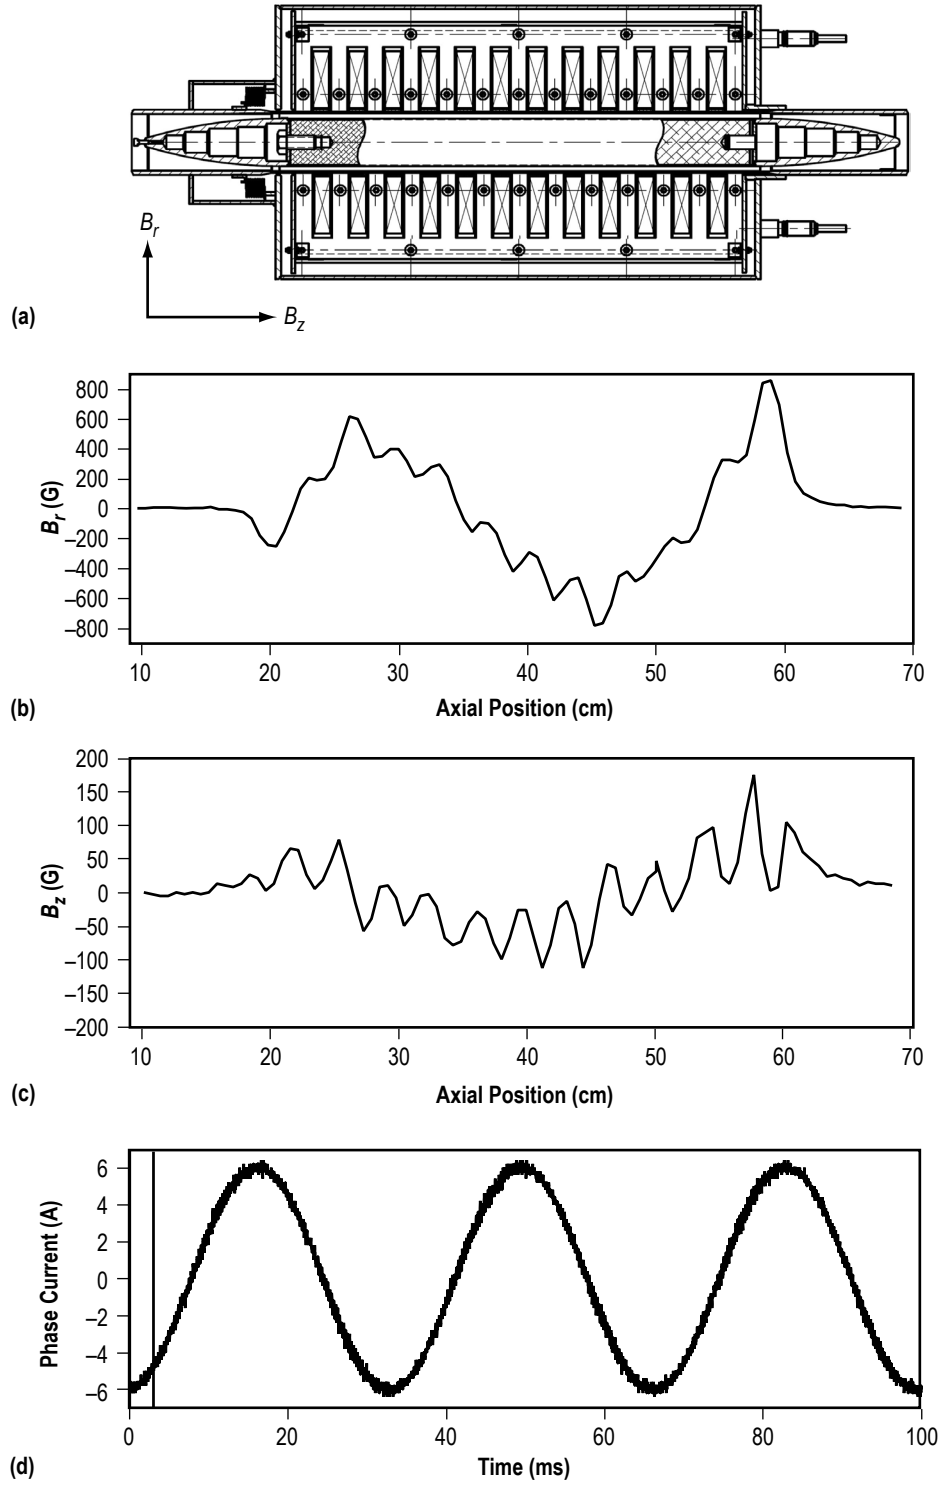 B_r
B_z
(a)
800
600
400
200
0
–200
–400
–600
–800
B_r (G)
10 20 30 40 50 60 70
Axial Position (cm)
(b)
200
150
100
50
0
–50
–100
–150
–200
B_z (G)
10 20 30 40 50 60 70
Axial Position (cm)
(c)
6
4
2
0
–2
–4
–6
Phase Current (A)
0 20 40 60 80 100
Time (ms)
(d)